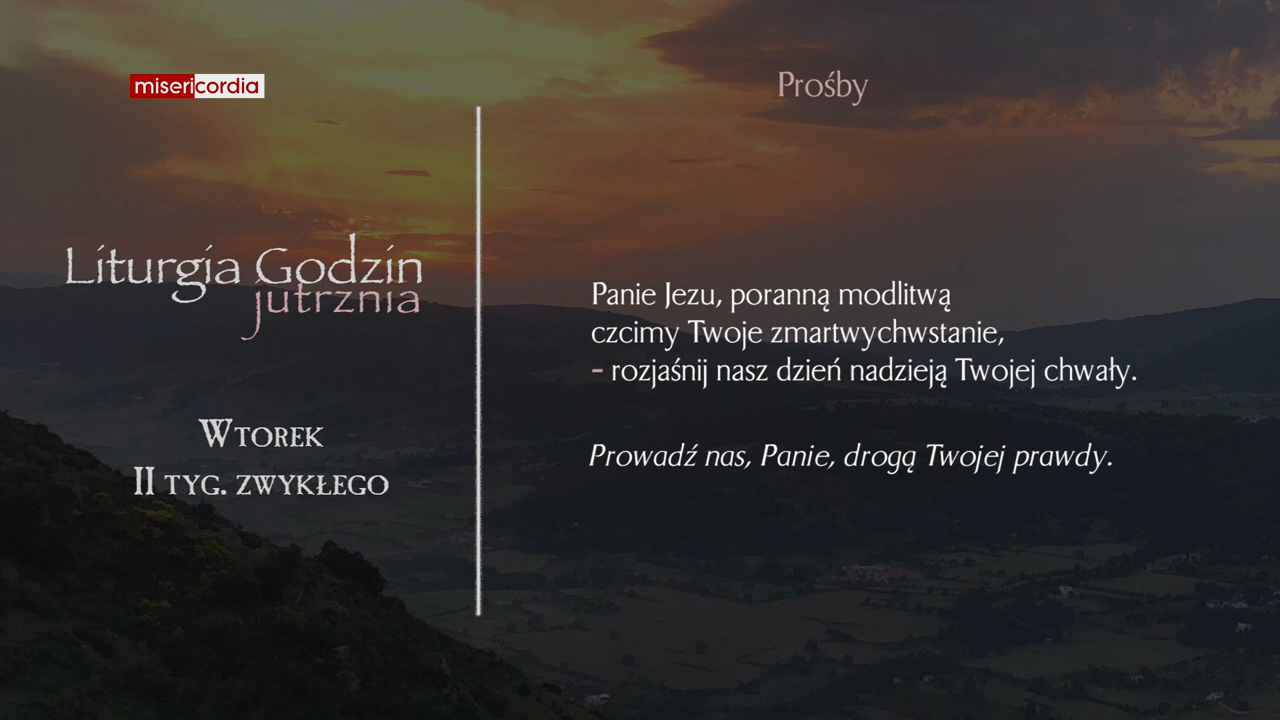 misericordia
Liturgia Godzin
jutrznia
Wtorek
II tyg. zwykłego
Prośby
Panie Jezu, poranną modlitwą
czcimy Twoje zmartwychwstanie,
- rozjaśnij nasz dzień nadzieją Twojej chwały.
Prowadź nas, Panie, drogą Twojej prawdy.